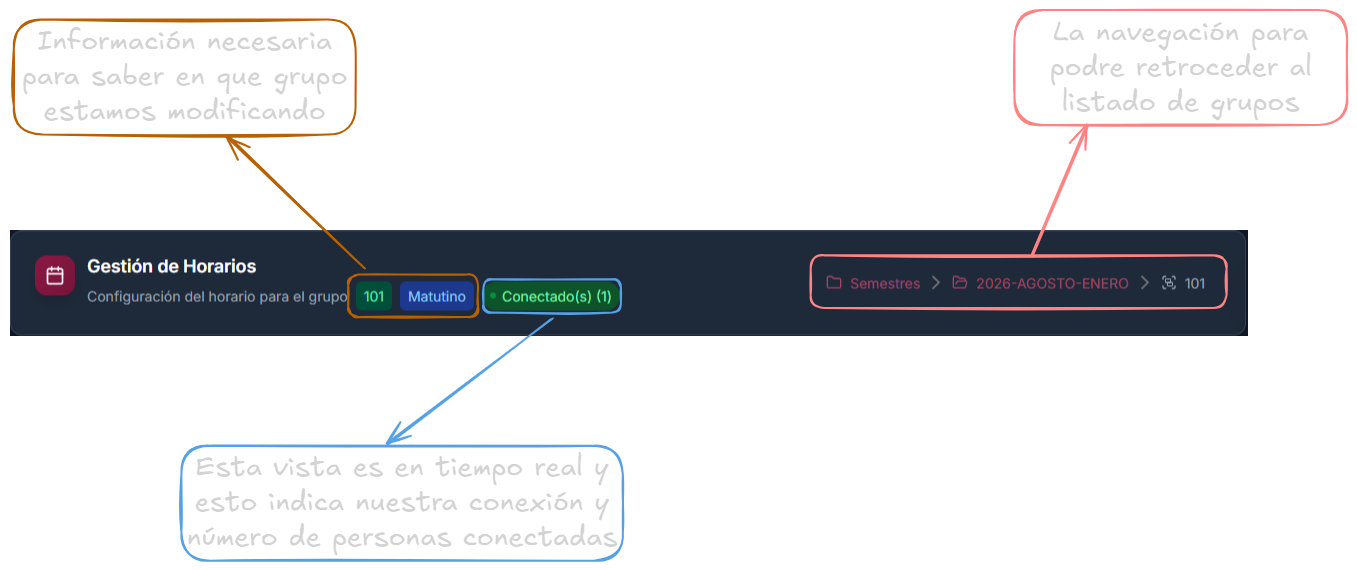 Información necesaria
para saber en que grupo
estamos modificando
La navegación para
podre retroceder al
listado de grupos
Gestión de Horarios
Configuración del horario para el grupo 101 Matutino Conectado(s) (1)
Semestres > 2026-AGOSTO-ENERO > 101
Esta vista es en tiempo real y
esto indica nuestra conexión y
número de personas conectadas